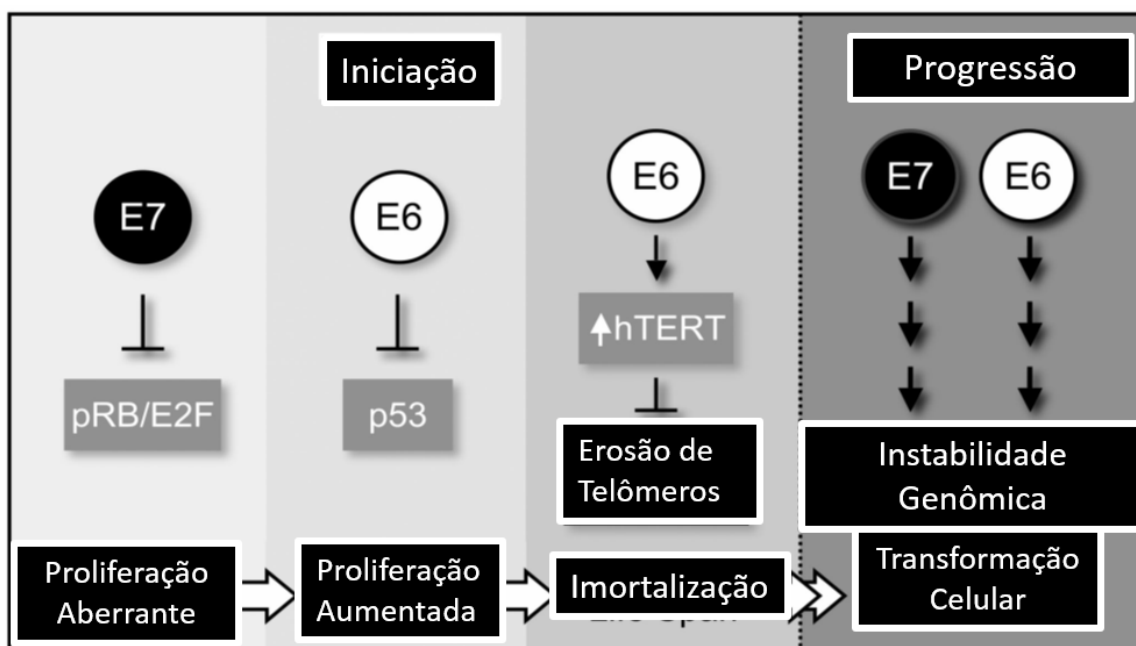 Iniciação
Progressão
E7
E6
E6
E7
E6
pRB/E2F
p53
hTERT
Erosão de
Telômeros
Instabilidade
Genômica
Proliferação
Aberrante
Proliferação
Aumentada
Imortalização
Transformação
Celular